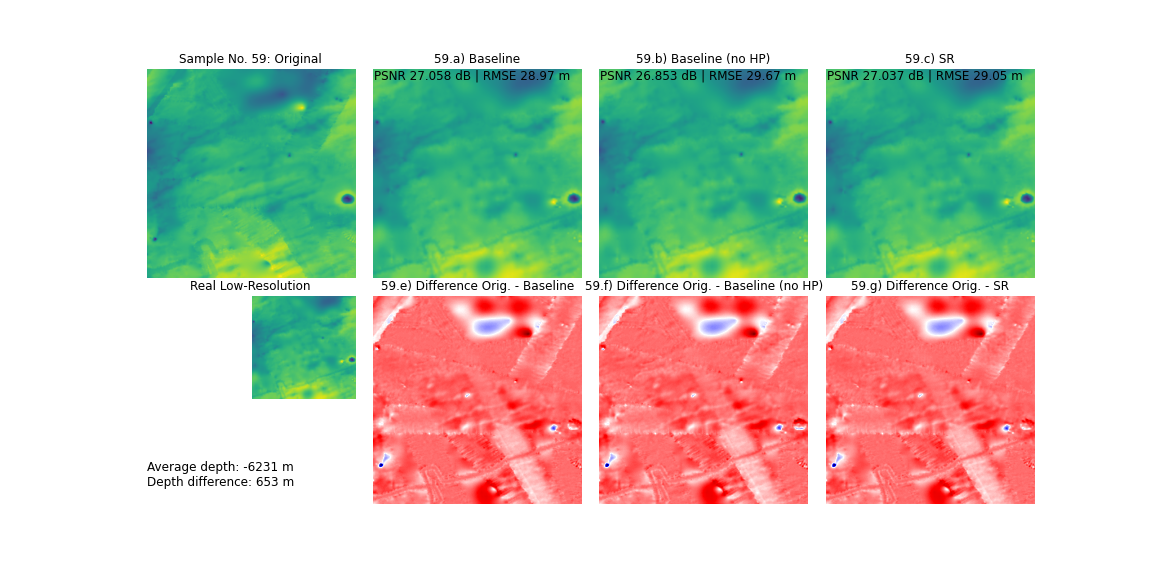 Sample No. 59: Original
59.a) Baseline
59.b) Baseline (no HP)
59.c) SR
PSNR 27.058 dB | RMSE 28.97 m
PSNR 26.853 dB | RMSE 29.67 m
PSNR 27.037 dB | RMSE 29.05 m
Real Low-Resolution
59.e) Difference Orig. - Baseline
59.f) Difference Orig. - Baseline (no HP)
59.g) Difference Orig. - SR
Average depth: -6231 m
Depth difference: 653 m